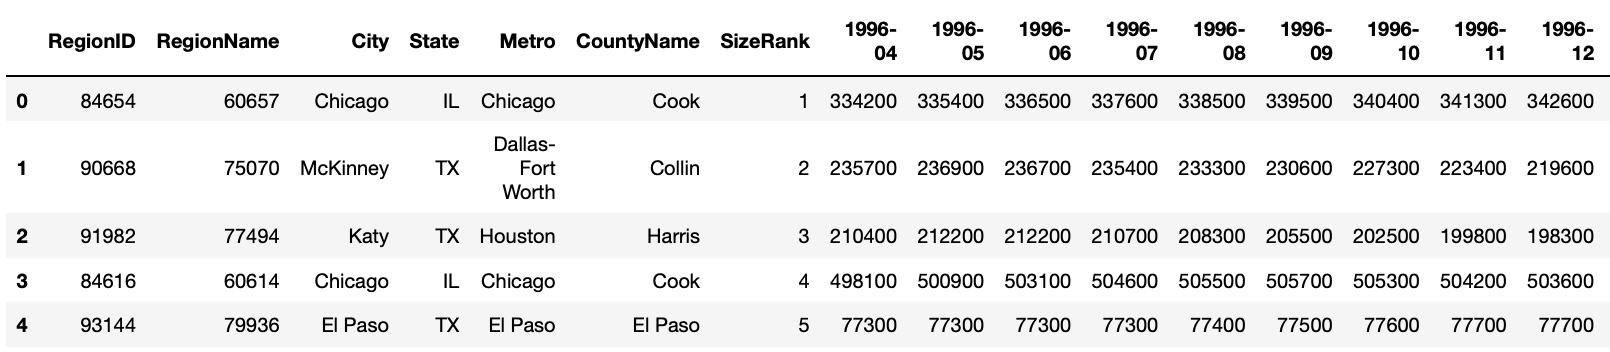 RegionID RegionName City State Metro CountyName SizeRank 1996-04 1996-05 1996-06 1996-07 1996-08 1996-09 1996-10 1996-11 1996-12
0 84654 60657 Chicago IL Chicago Cook 1 334200 335400 336500 337600 338500 339500 340400 341300 342600
1 90668 75070 McKinney TX Dallas-Fort Worth Collin 2 235700 236900 236700 235400 233300 230600 227300 223400 219600
2 91982 77494 Katy TX Houston Harris 3 210400 212200 212200 210700 208300 205500 202500 199800 198300
3 84616 60614 Chicago IL Chicago Cook 4 498100 500900 503100 504600 505500 505700 505300 504200 503600
4 93144 79936 El Paso TX El Paso El Paso 5 77300 77300 77300 77300 77400 77500 77600 77700 77700